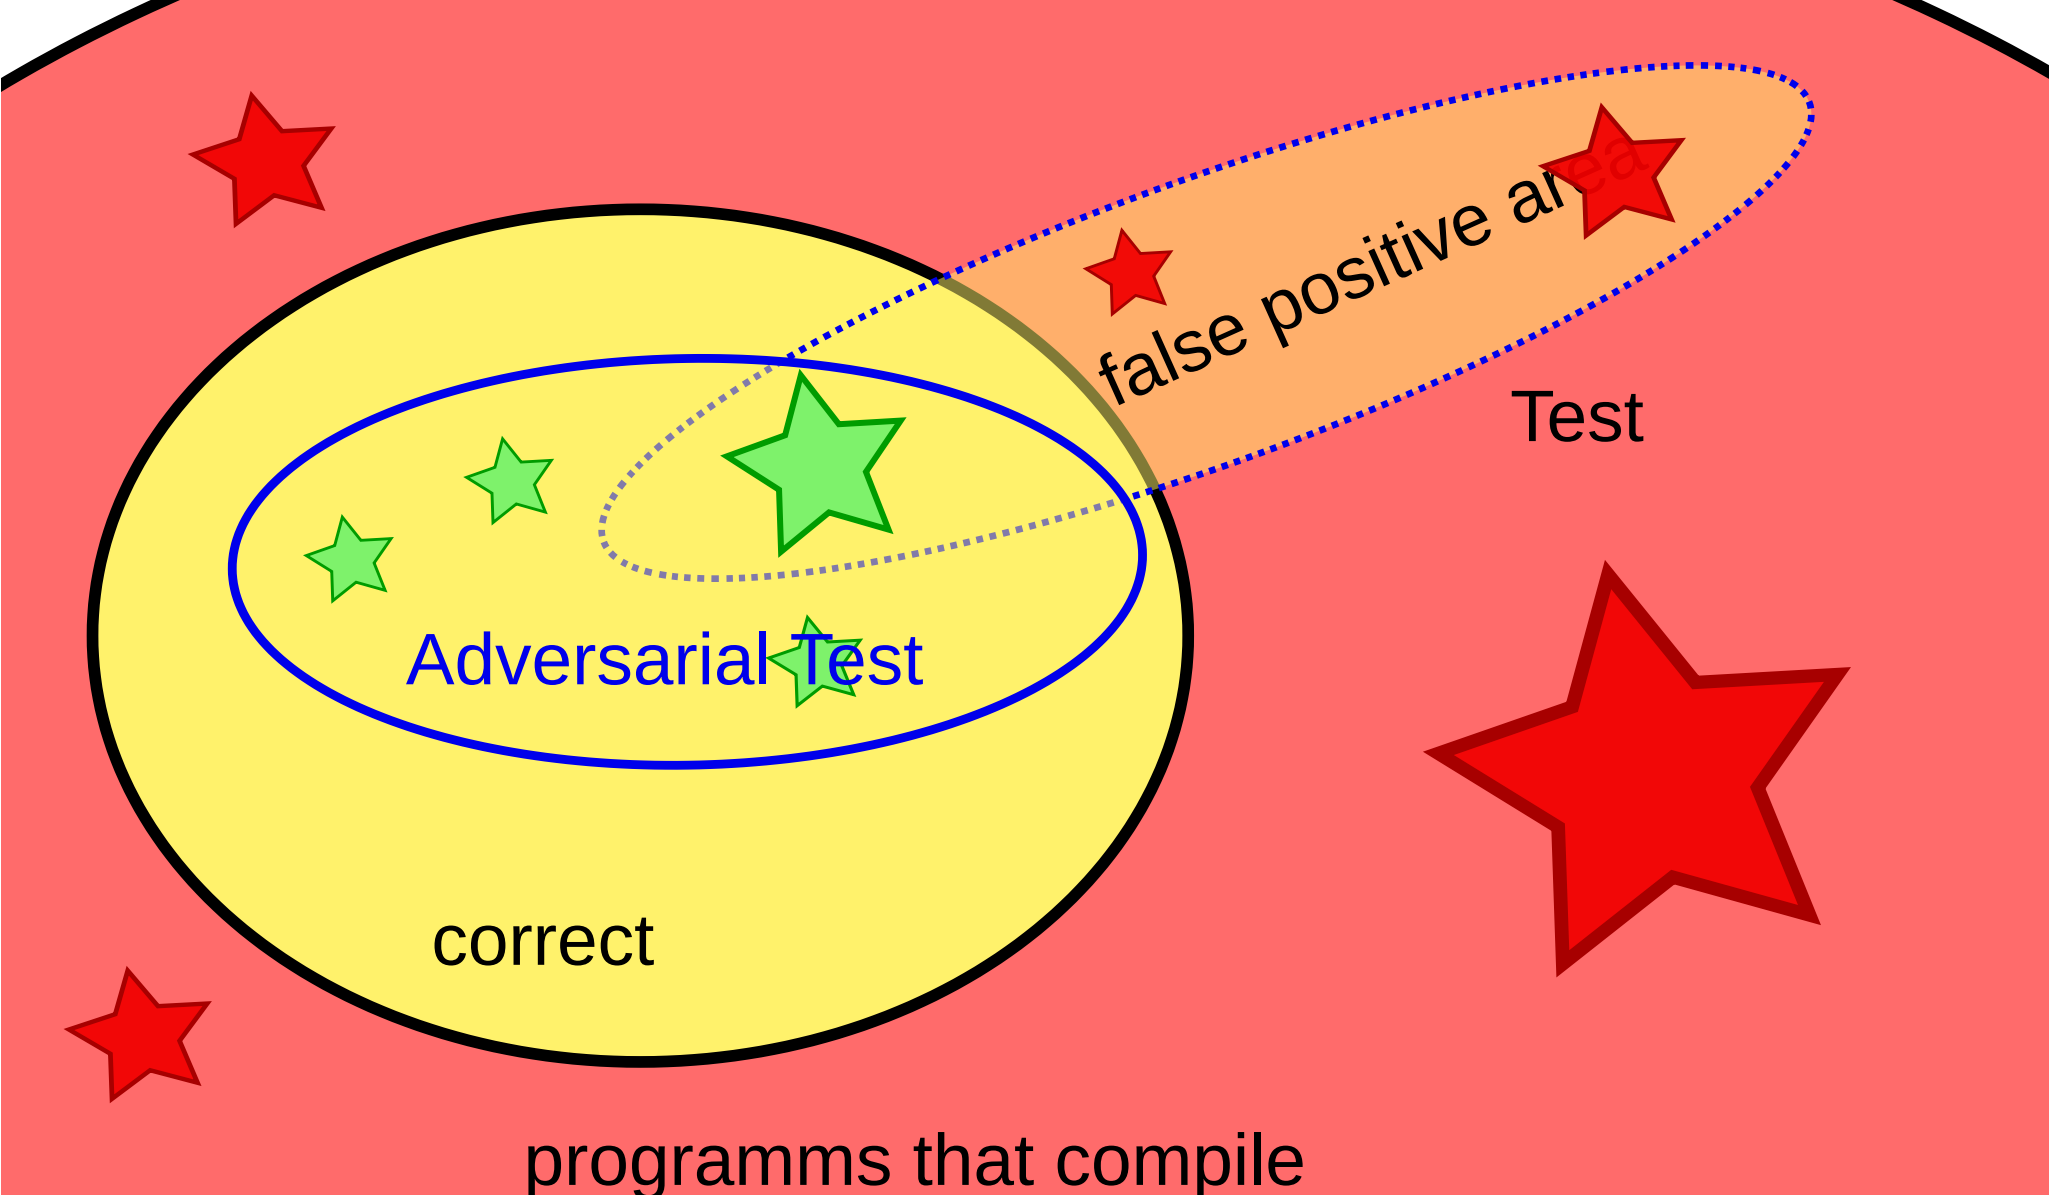 false positive area
Test
Adversarial Test
correct
programms that compile